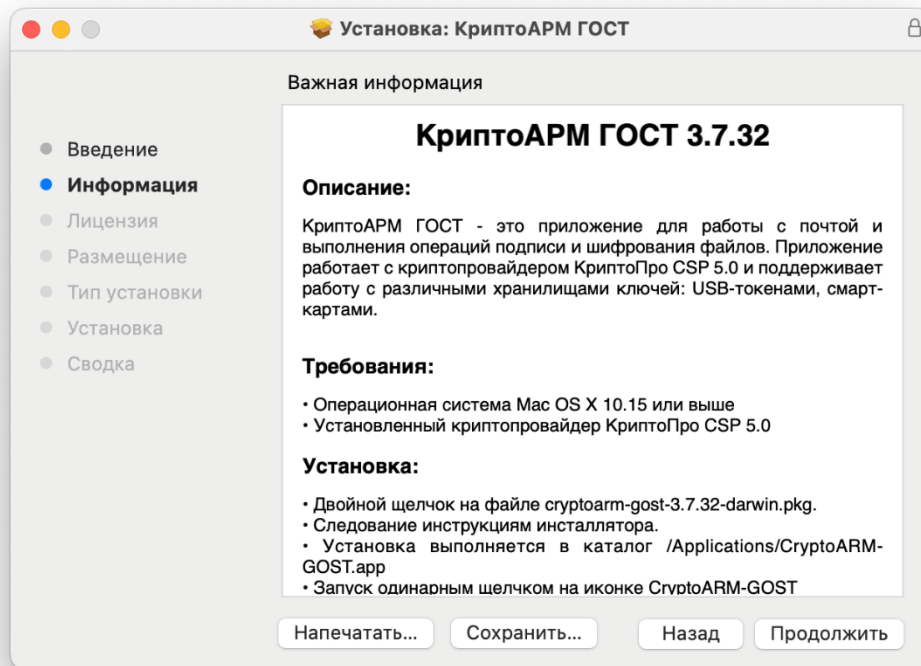 Установка: КриптоАРМ ГОСТ
Введение
Информация
Лицензия
Размещение
Тип установки
Установка
Сводка
Важная информация
КриптоАРМ ГОСТ 3.7.32
Описание:
КриптоАРМ ГОСТ - это приложение для работы с почтой и
выполнения операций подписи и шифрования файлов. Приложение
работает с криптопровайдером КриптоПро CSP 5.0 и поддерживает
работу с различными хранилищами ключей: USB-токенами, смарт-
картами.
Требования:
• Операционная система Mac OS X 10.15 или выше
• Установленный криптопровайдер КриптоПро CSP 5.0
Установка:
• Двойной щелчок на файле cryptoarm-gost-3.7.32-darwin.pkg.
• Следование инструкциям инсталлятора.
• Установка выполняется в каталог /Applications/CryptoARM-
GOST.app
• Запуск одинарным щелчком на иконке CryptoARM-GOST
Напечатать... Сохранить... Назад Продолжить